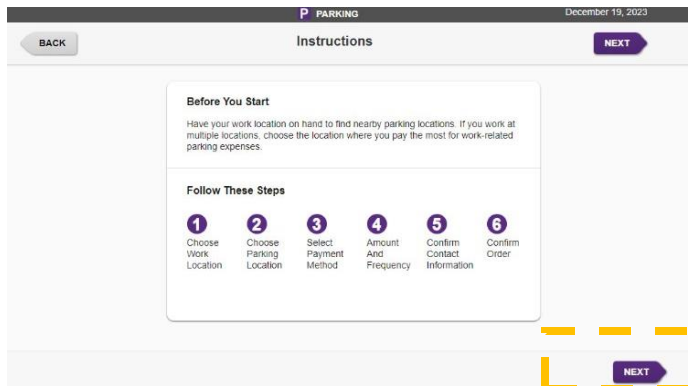 P PARKING
December 19, 2023
BACK
Instructions
NEXT
Before You Start
Have your work location on hand to find nearby parking locations. If you work at
multiple locations, choose the location where you pay the most for work-related
parking expenses.
Follow These Steps
1 2 3 4 5 6
Choose Choose Select Amount Confirm Confirm
Work Parking Payment And Contact Order
Location Location Method Frequency Information
NEXT